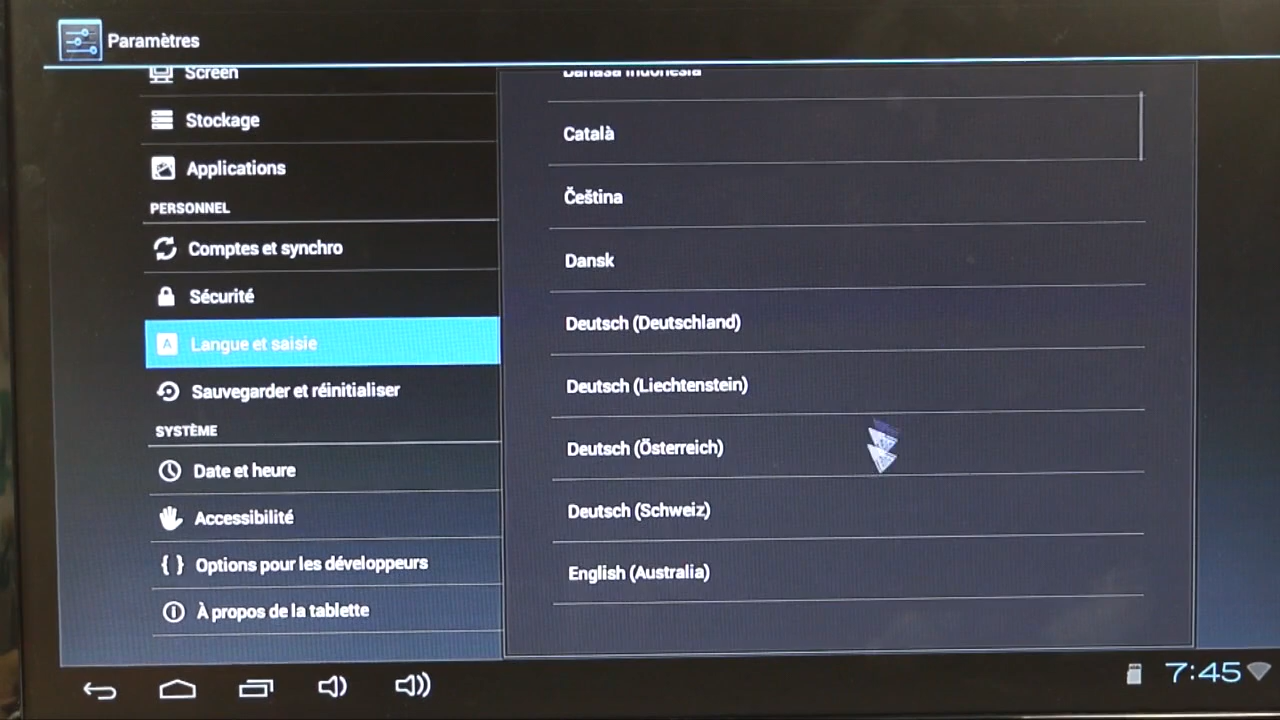 Paramètres
Screen
Stockage
Applications
PERSONNEL
Comptes et synchro
Sécurité
Langue et saisie
Sauvegarder et réinitialiser
SYSTÈME
Date et heure
Accessibilité
{ } Options pour les développeurs
À propos de la tablette
Bahasa Indonesia
Català
Čeština
Dansk
Deutsch (Deutschland)
Deutsch (Liechtenstein)
Deutsch (Österreich)
Deutsch (Schweiz)
English (Australia)
7:45